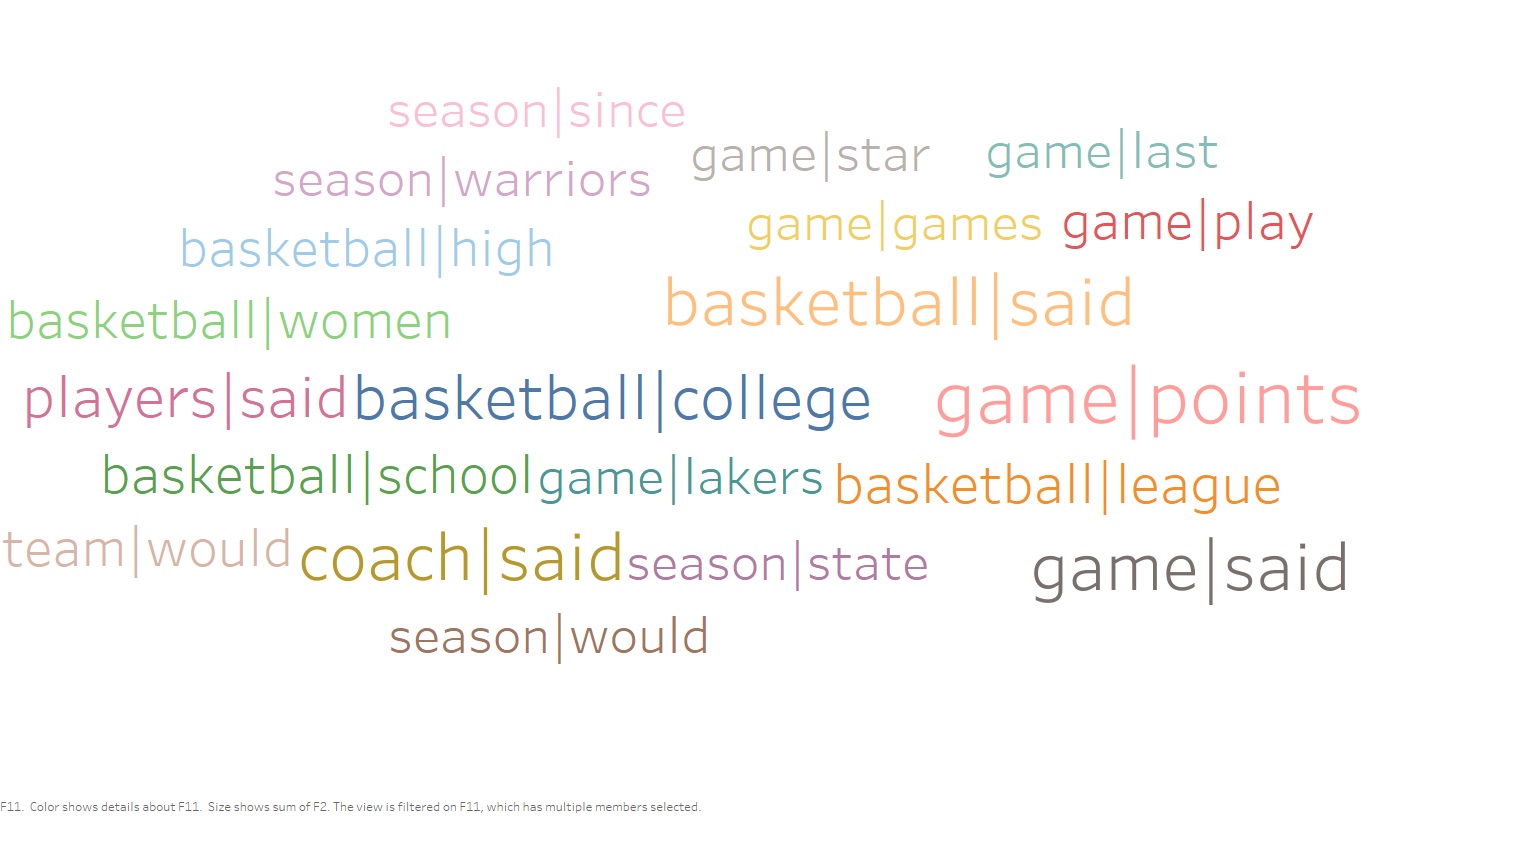 season|since
game|star
game|last
season|warriors
game|games
game|play
basketball|high
basketball|said
basketball|women
players|said
basketball|college
game|points
basketball|school
game|lakers
basketball|league
team|would
coach|said
season|state
game|said
season|would
F11. Color shows details about F11. Size shows sum of F2. The view is filtered on F11, which has multiple members selected.